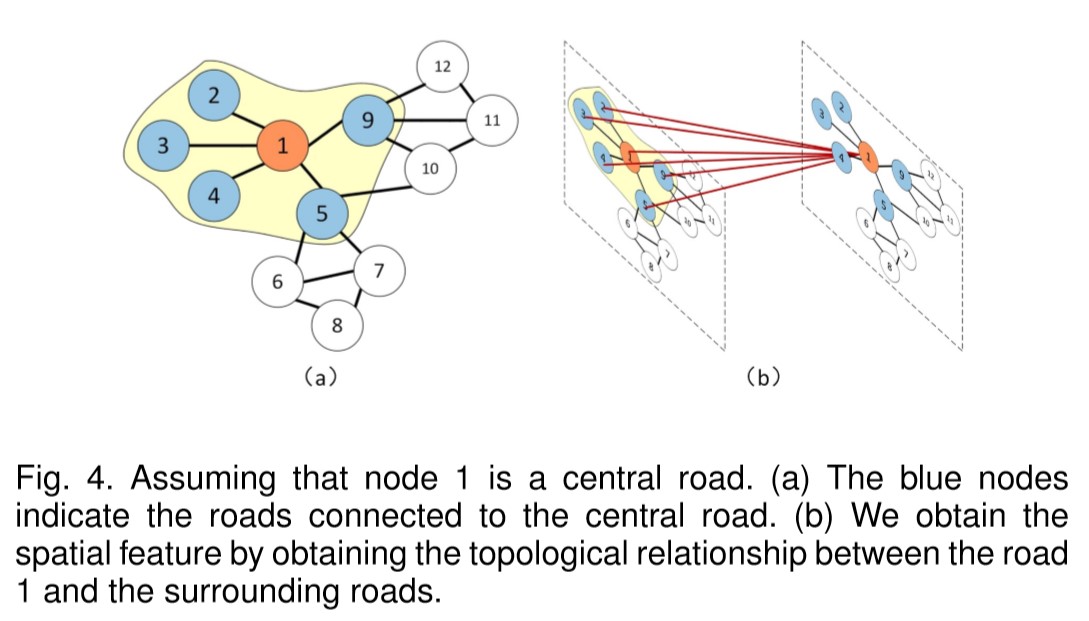 12
2
9
11
3
1
10
4
5
7
6
8
(a)
(b)
Fig. 4. Assuming that node 1 is a central road. (a) The blue nodes
indicate the roads connected to the central road. (b) We obtain the
spatial feature by obtaining the topological relationship between the road
1 and the surrounding roads.